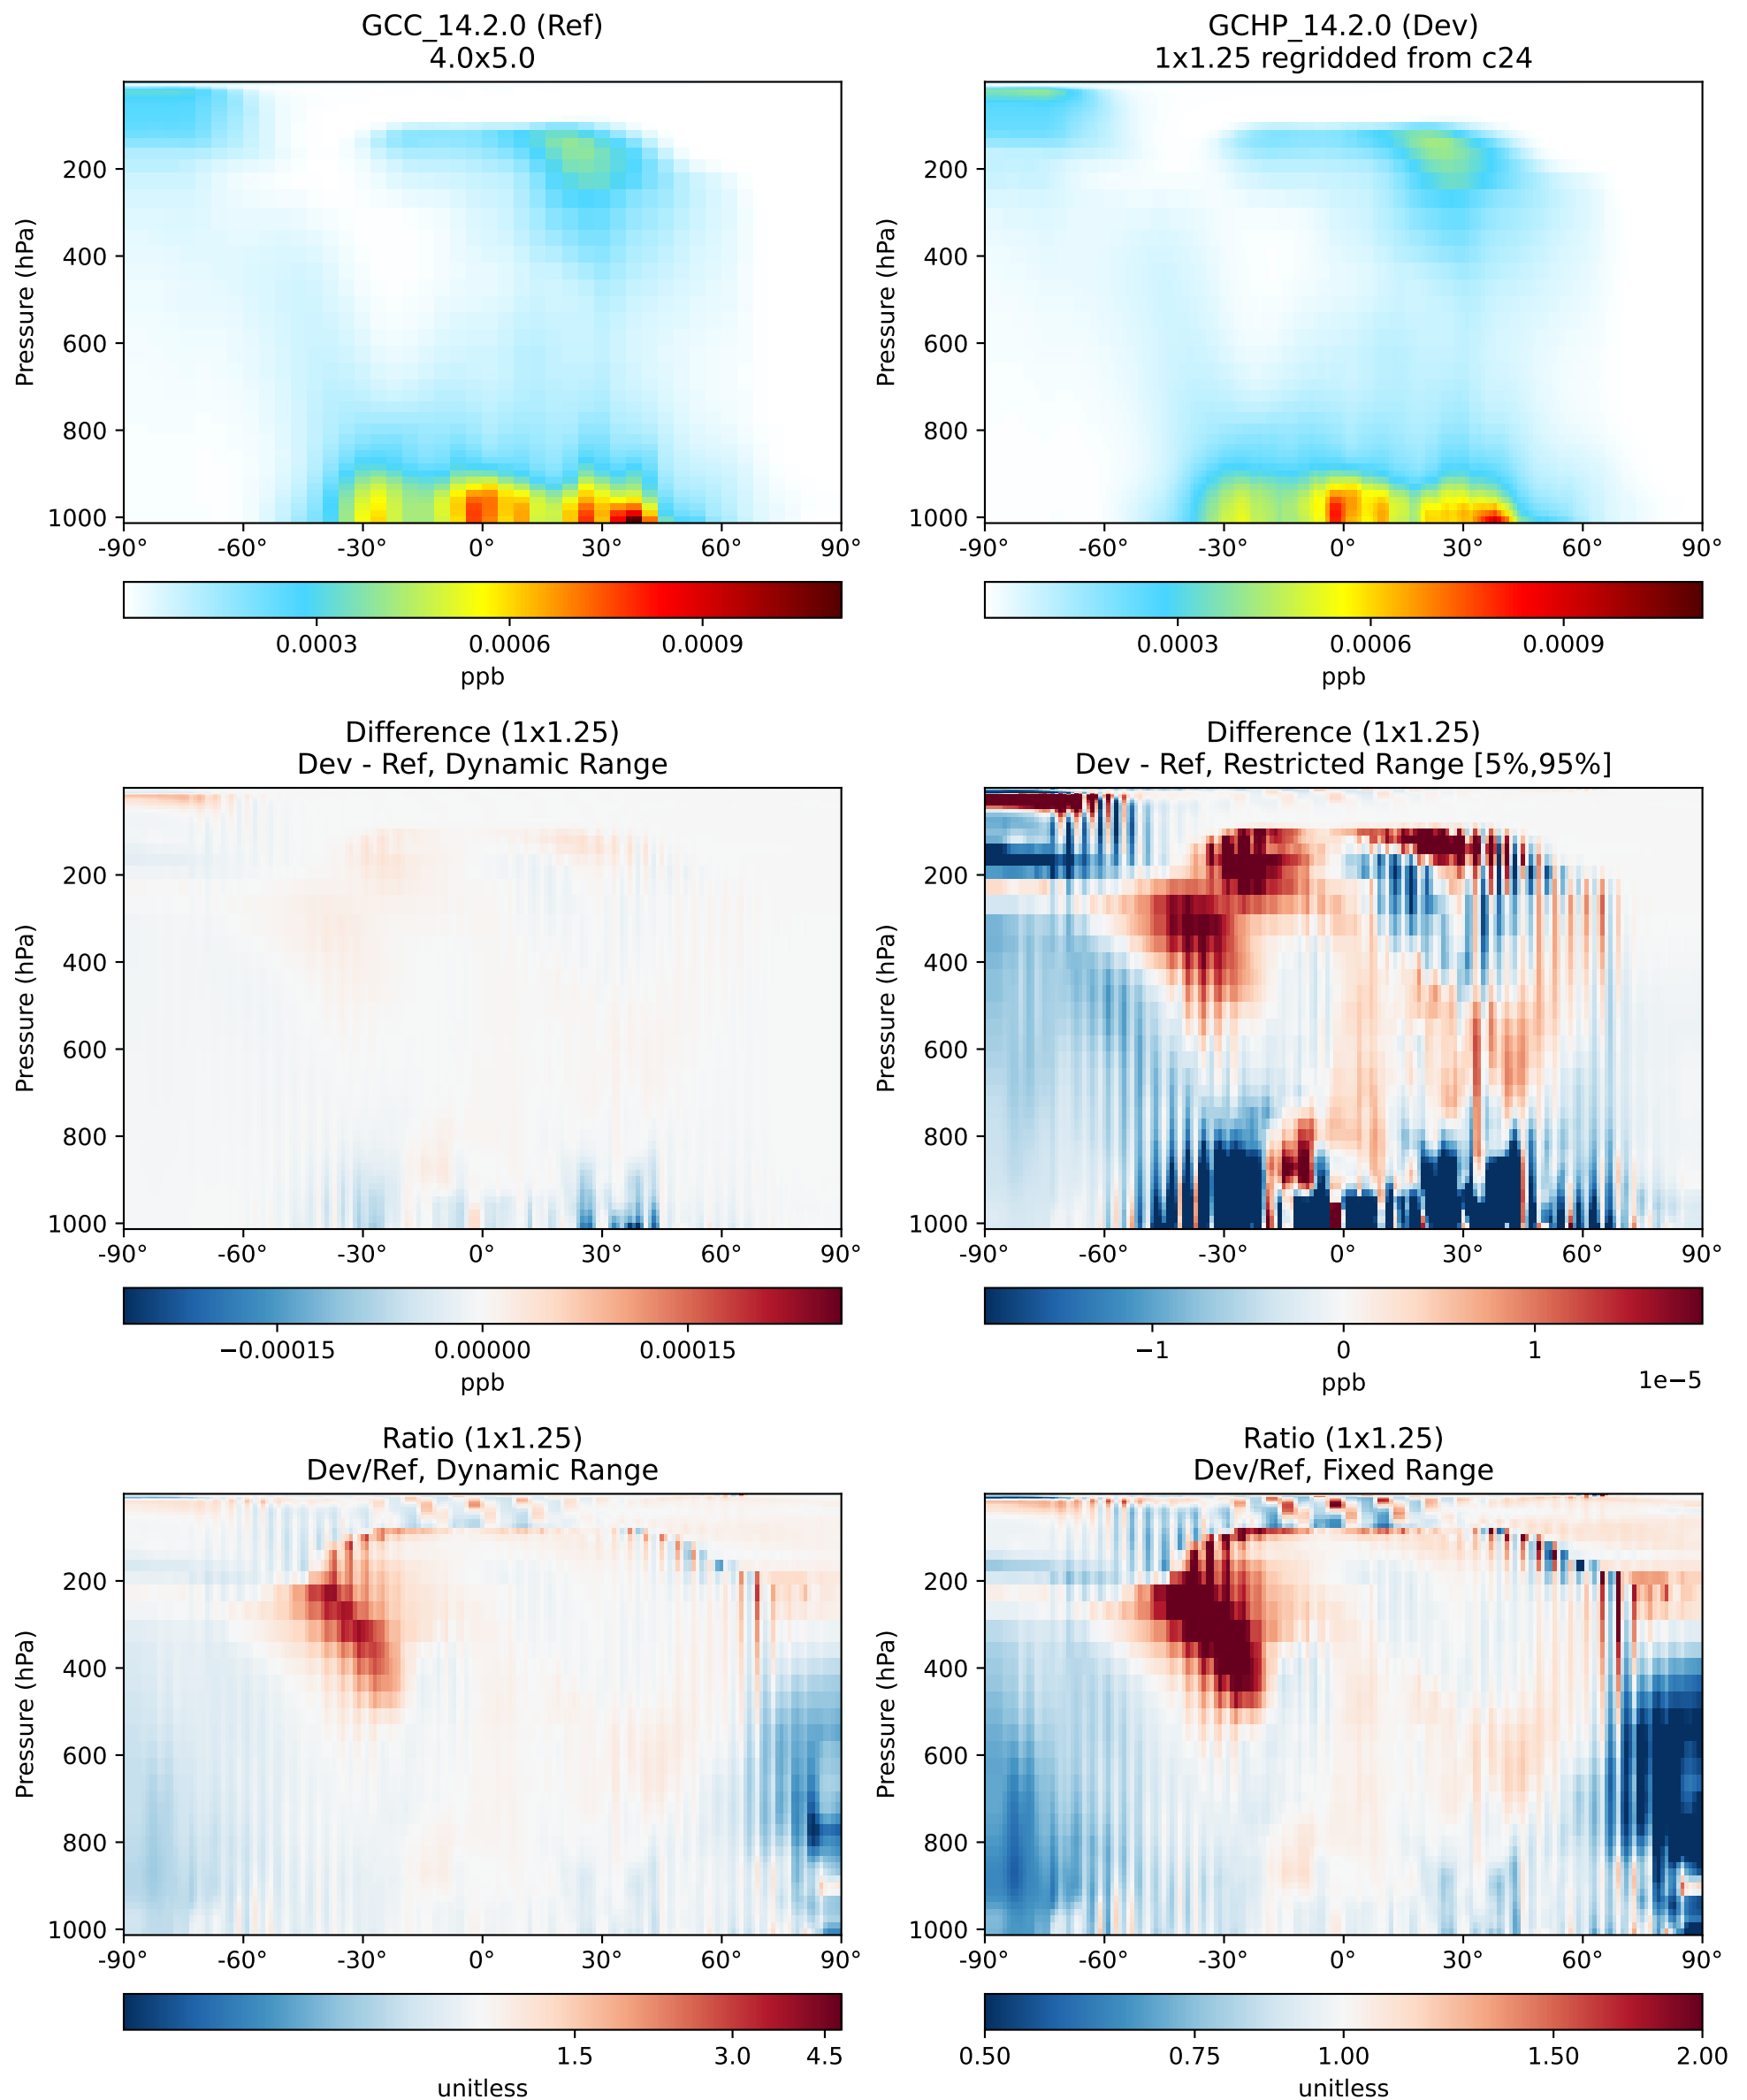 GCC_14.2.0 (Ref)
4.0x5.0
Pressure (hPa)
200
400
600
800
1000
-90° -60° -30° 0° 30° 60° 90°
0.0003 0.0006 0.0009
ppb
GCHP_14.2.0 (Dev)
1x1.25 regridded from c24
Pressure (hPa)
200
400
600
800
1000
-90° -60° -30° 0° 30° 60° 90°
0.0003 0.0006 0.0009
ppb
Difference (1x1.25)
Dev - Ref, Dynamic Range
Pressure (hPa)
200
400
600
800
1000
-90° -60° -30° 0° 30° 60° 90°
−0.00015 0.00000 0.00015
ppb
Difference (1x1.25)
Dev - Ref, Restricted Range [5%,95%]
Pressure (hPa)
200
400
600
800
1000
-90° -60° -30° 0° 30° 60° 90°
−1 0 1
ppb 1e−5
Ratio (1x1.25)
Dev/Ref, Dynamic Range
Pressure (hPa)
200
400
600
800
1000
-90° -60° -30° 0° 30° 60° 90°
1.5 3.0 4.5
unitless
Ratio (1x1.25)
Dev/Ref, Fixed Range
Pressure (hPa)
200
400
600
800
1000
-90° -60° -30° 0° 30° 60° 90°
0.50 0.75 1.00 1.50 2.00
unitless